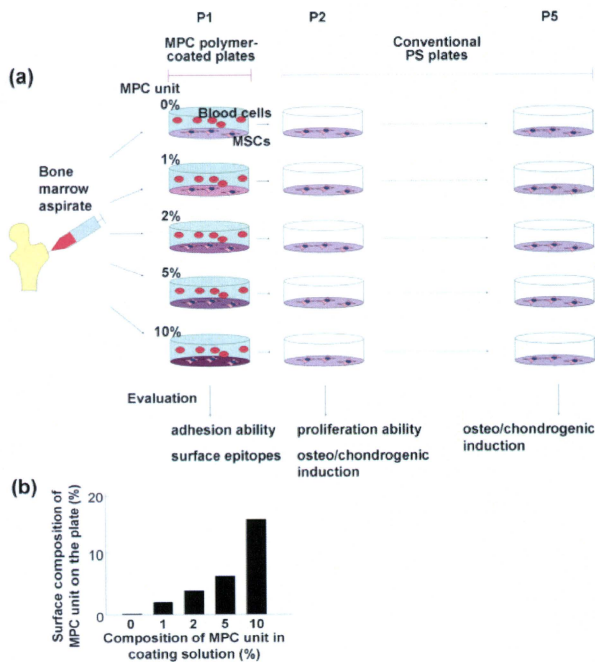 P1 P2 P5
MPC polymer-
coated plates
Conventional
PS plates
(a)
MPC unit
0%
Blood cells
MSCs
1%
Bone
marrow
aspirate
2%
5%
10%
Evaluation
adhesion ability
surface epitopes
proliferation ability
osteo/chondrogenic
induction
osteo/chondrogenic
induction
(b)
Surface composition of
MPC unit on the plate (%)
20
10
0
0 1 2 5 10
Composition of MPC unit in
coating solution (%)